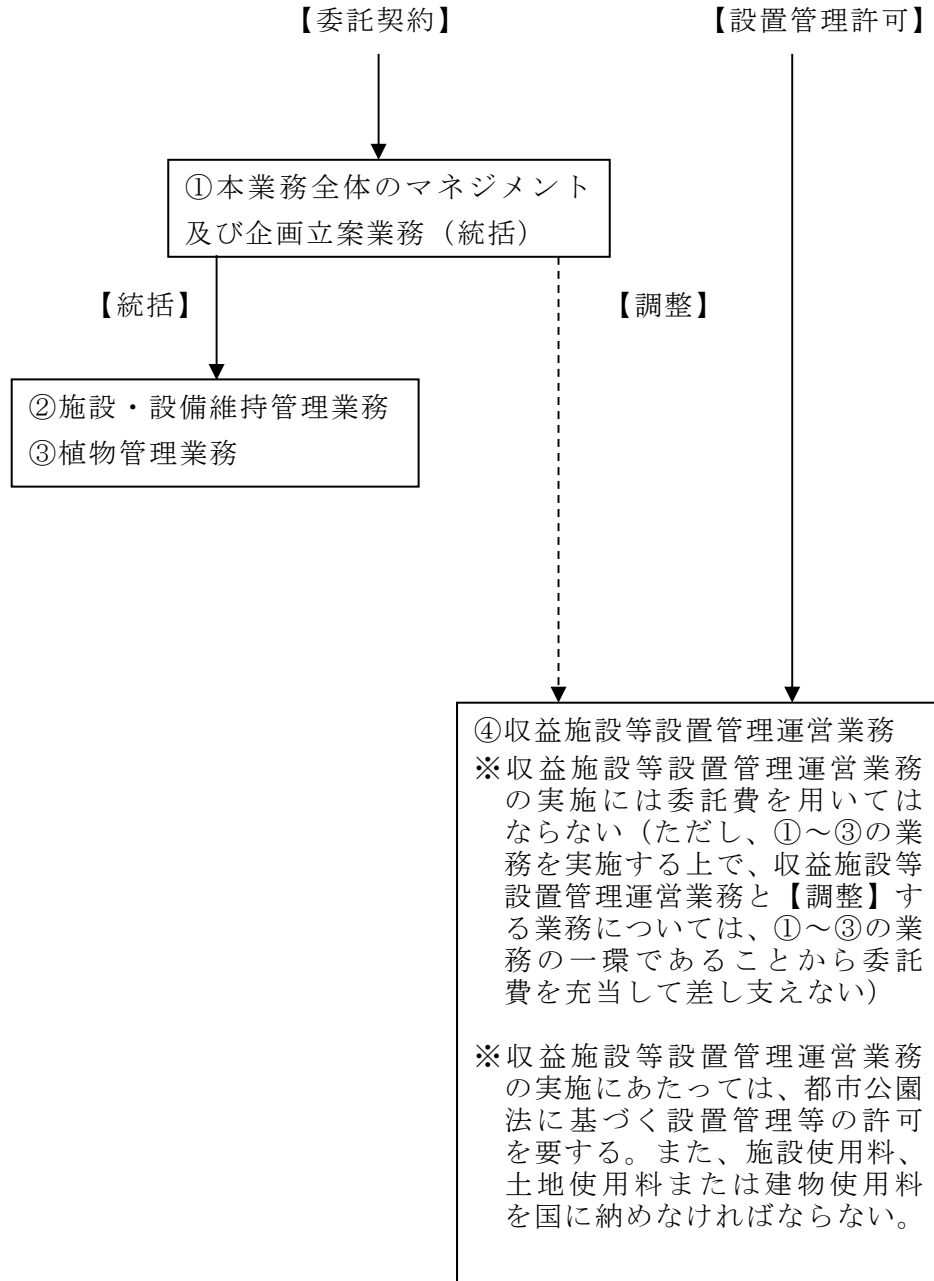 【委託契約】
【設置管理許可】
①本業務全体のマネジメント
及び企画立案業務（統括）
【統括】
【調整】
②施設・設備維持管理業務
③植物管理業務
④収益施設等設置管理運営業務
※収益施設等設置管理運営業務
の実施には委託費を用いては
ならない（ただし、①～③の業
務を実施する上で、収益施設等
設置管理運営業務と【調整】す
る業務については、①～③の業
務の一環であることから委託
費を充当して差し支えない）
※収益施設等設置管理運営業務
の実施にあたっては、都市公園
法に基づく設置管理等の許可
を要する。また、施設使用料、
土地使用料または建物使用料
を国に納めなければならない。